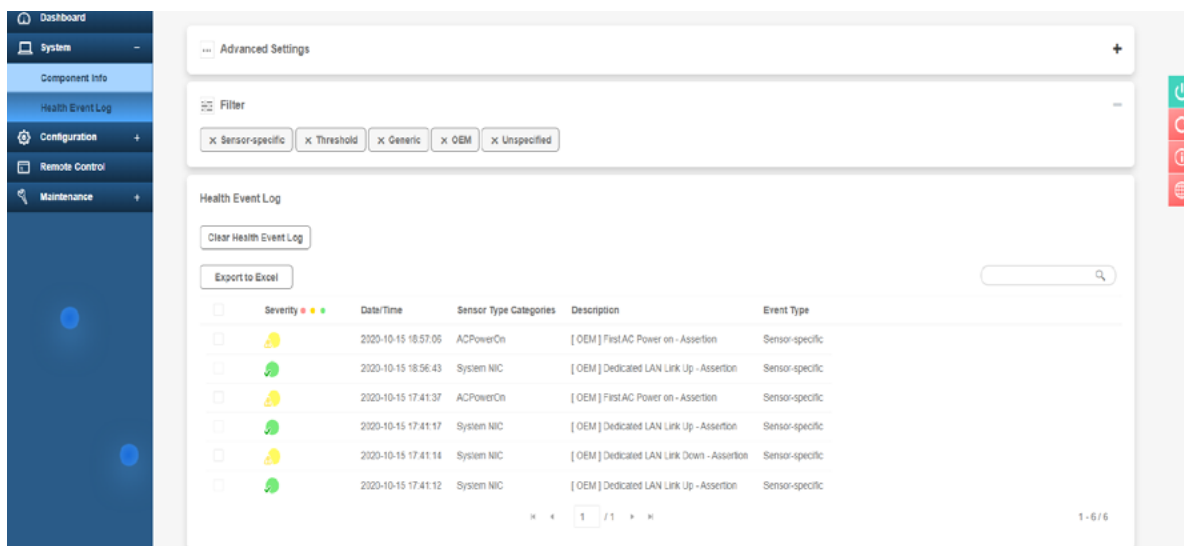 Dashboard
System −
Component Info
Health Event Log
Configuration +
Remote Control
Maintenance +
Advanced Settings +
Filter −
× Sensor-specific × Threshold × Generic × OEM × Unspecified
Health Event Log
Clear Health Event Log
Export to Excel
Severity Date/Time Sensor Type Categories Description Event Type
2020-10-15 18:57:06 ACPowerOn [ OEM ] First AC Power on - Assertion Sensor-specific
2020-10-15 18:56:43 System NIC [ OEM ] Dedicated LAN Link Up - Assertion Sensor-specific
2020-10-15 17:41:37 ACPowerOn [ OEM ] First AC Power on - Assertion Sensor-specific
2020-10-15 17:41:17 System NIC [ OEM ] Dedicated LAN Link Up - Assertion Sensor-specific
2020-10-15 17:41:14 System NIC [ OEM ] Dedicated LAN Link Down - Assertion Sensor-specific
2020-10-15 17:41:12 System NIC [ OEM ] Dedicated LAN Link Up - Assertion Sensor-specific
1 / 1 1 - 6 / 6